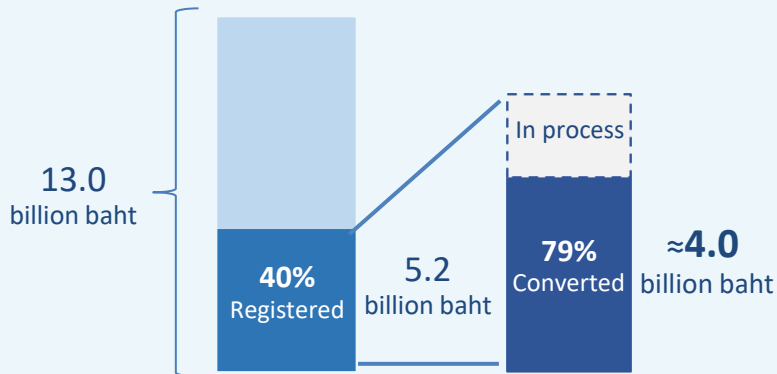 13.0
billion baht
40%
Registered
5.2
billion baht
In process
79%
Converted
≈4.0
billion baht